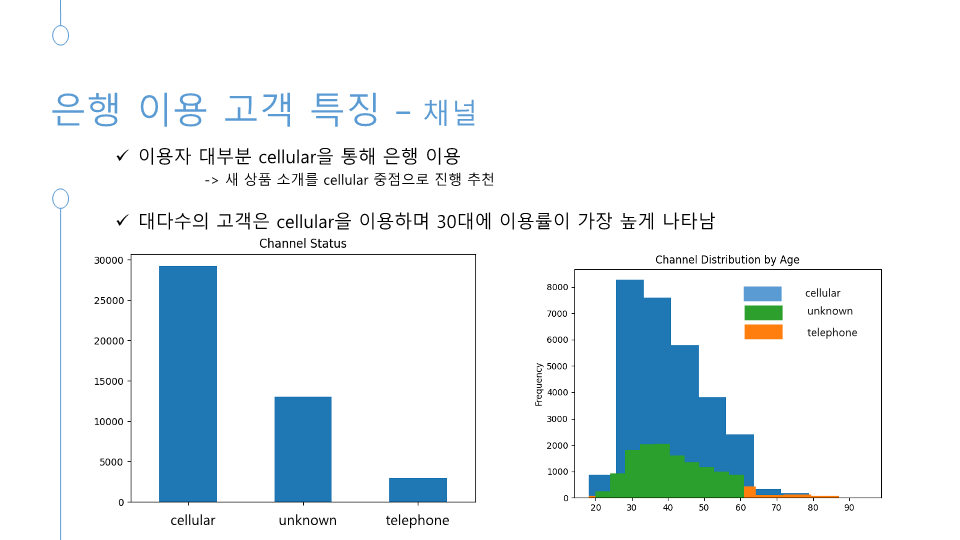 은행 이용 고객 특징 – 채널
✓ 이용자 대부분 cellular을 통해 은행 이용
-> 새 상품 소개를 cellular 중점으로 진행 추천
✓ 대다수의 고객은 cellular을 이용하며 30대에 이용률이 가장 높게 나타남
Channel Status
30000
25000
20000
15000
10000
5000
0
cellular unknown telephone
Channel Distribution by Age
Frequency
8000
7000
6000
5000
4000
3000
2000
1000
0
20 30 40 50 60 70 80 90
cellular
unknown
telephone